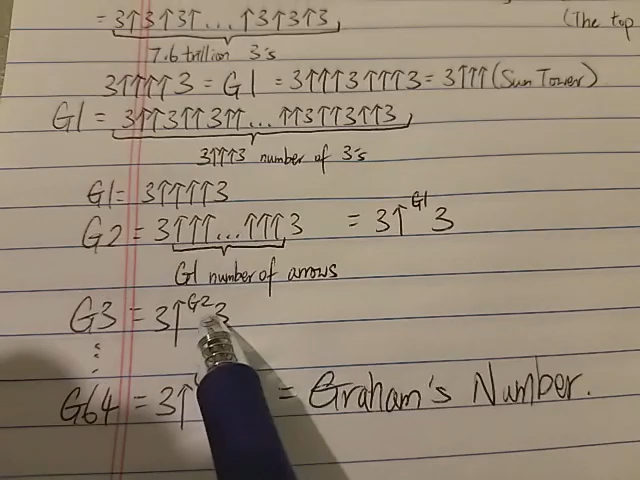 = 3↑3↑3↑...↑3↑3↑3
(The top
7.6 trillion 3's
3↑↑↑↑3 = G1 = 3↑↑↑3↑↑↑3 = 3↑↑↑(Sun Tower)
G1 = 3↑↑3↑↑3↑↑...↑↑3↑↑3↑↑3
3↑↑↑3 number of 3's
G1 = 3↑↑↑↑3
G2 = 3↑↑↑...↑↑↑3 = 3↑^G1 3
G1 number of arrows
G3 = 3↑^G2 3
⋮
G64 = 3↑ = Graham's Number.